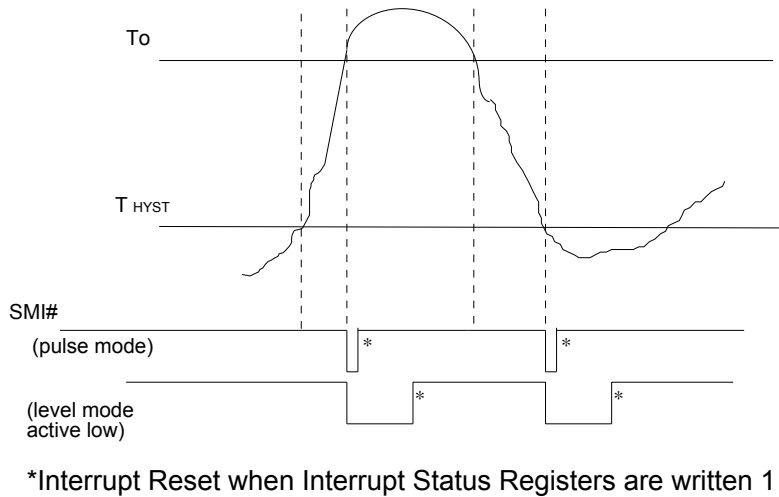 To
T HYST
SMI#
(pulse mode)
*
*
(level mode
active low)
*
*
*Interrupt Reset when Interrupt Status Registers are written 1